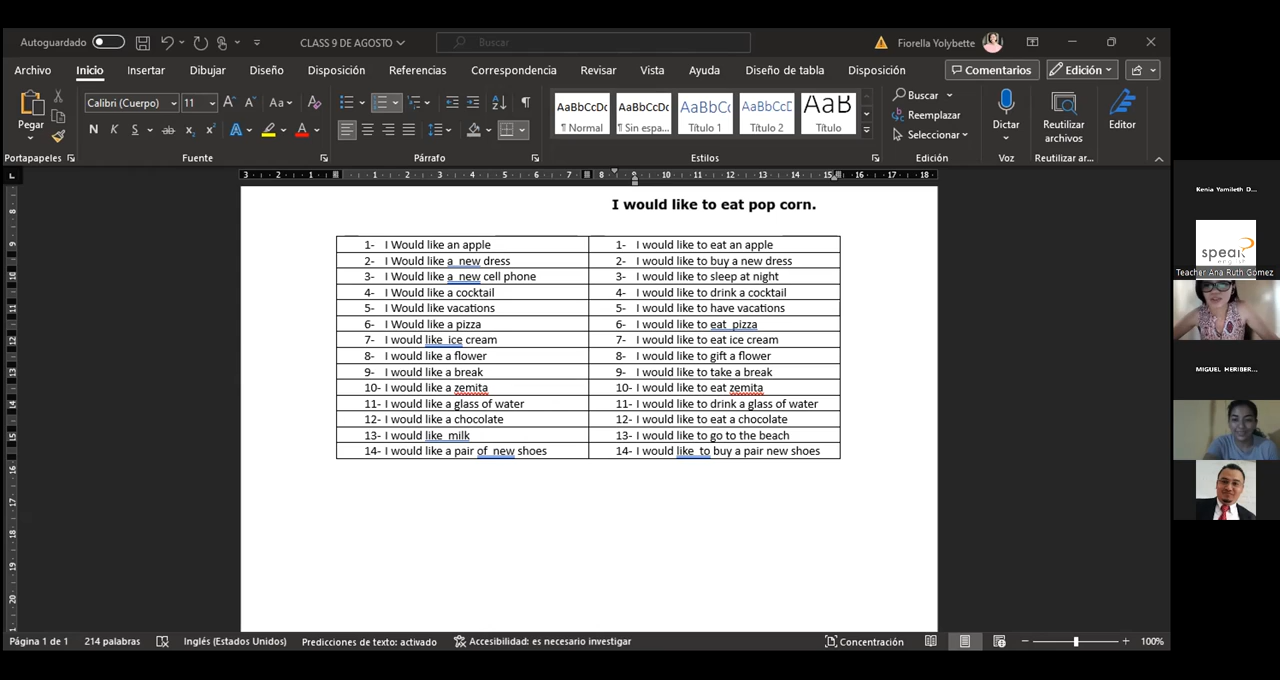 Autoguardado
CLASS 9 DE AGOSTO
Buscar
Fiorella Yolybette
Archivo Inicio Insertar Dibujar Diseño Disposición Referencias Correspondencia Revisar Vista Ayuda Diseño de tabla Disposición Comentarios Edición
Pegar
Calibri (Cuerpo) 11
N K S
AaBbCcDc AaBbCcDc AaBbCc AaBbCcE AaB
¶ Normal ¶ Sin espa... Título 1 Título 2 Título
Buscar
Reemplazar
Seleccionar
Dictar
Reutilizar archivos
Editor
Portapapeles Fuente Párrafo Estilos Edición Voz Reutilizar ar... Editor
I would like to eat pop corn.
1- I Would like an apple 1- I would like to eat an apple
2- I Would like a new dress 2- I would like to buy a new dress
3- I Would like a new cell phone 3- I would like to sleep at night
4- I Would like a cocktail 4- I would like to drink a cocktail
5- I Would like vacations 5- I would like to have vacations
6- I Would like a pizza 6- I would like to eat pizza
7- I would like ice cream 7- I would like to eat ice cream
8- I would like a flower 8- I would like to gift a flower
9- I would like a break 9- I would like to take a break
10- I would like a zemita 10- I would like to eat zemita
11- I would like a glass of water 11- I would like to drink a glass of water
12- I would like a chocolate 12- I would like to eat a chocolate
13- I would like milk 13- I would like to go to the beach
14- I would like a pair of new shoes 14- I would like to buy a pair new shoes
Kenia Yamileth D...
speak
english
Teacher Ana Ruth Gomez
MIGUEL HERIBER...
Página 1 de 1 214 palabras Inglés (Estados Unidos) Predicciones de texto: activado Accesibilidad: es necesario investigar Concentración 100%